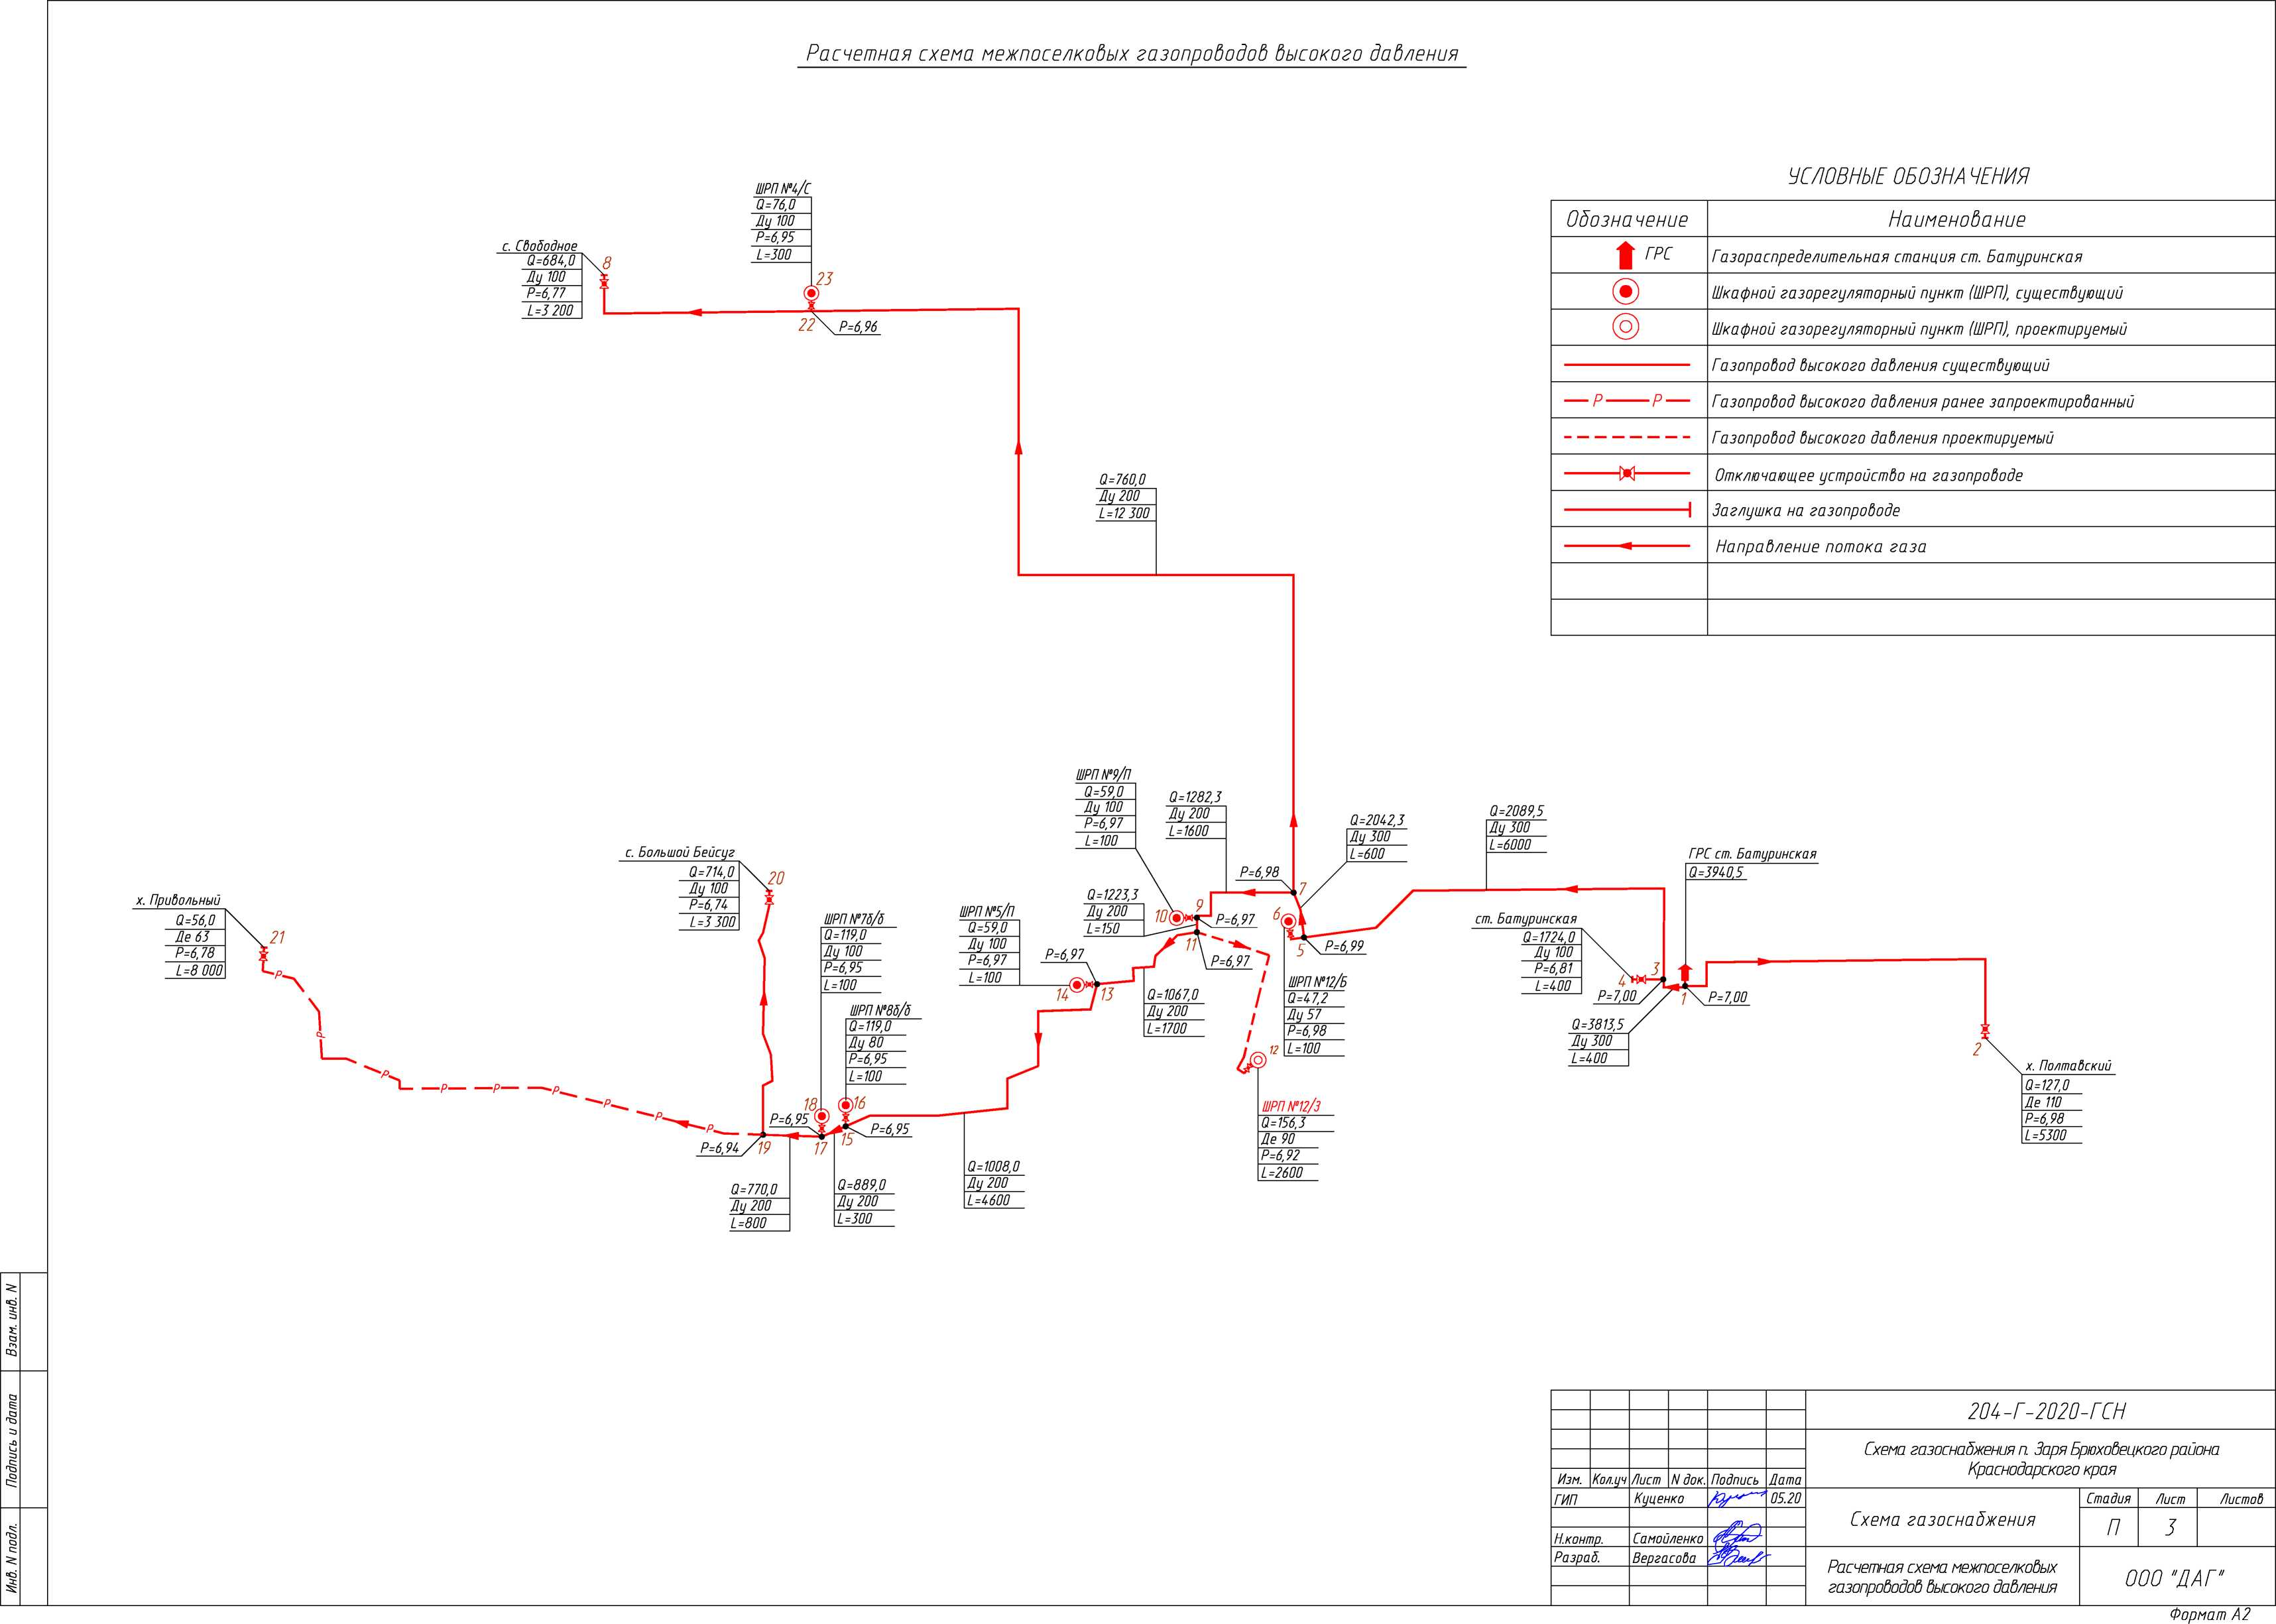 Расчетная схема межпоселковых газопроводов высокого давления
ШРП №4/С
Q=76,0
Ду 100
P=6,95
L=300
23
22
P=6,96
с. Свободное
Q=684,0
Ду 100
P=6,77
L=3 200
8
УСЛОВНЫЕ ОБОЗНАЧЕНИЯ
Обозначение
Наименование
ГРС
Газораспределительная станция ст. Батуринская
Шкафной газорегуляторный пункт (ШРП), существующий
Шкафной газорегуляторный пункт (ШРП), проектируемый
Газопровод высокого давления существующий
Р Р
Газопровод высокого давления ранее запроектированный
Газопровод высокого давления проектируемый
Отключающее устройство на газопроводе
Заглушка на газопроводе
Направление потока газа
Q=760,0
Ду 200
L=12 300
ШРП №9/П
Q=59,0
Ду 100
P=6,97
L=100
Q=1282,3
Ду 200
L=1600
Q=2042,3
Ду 300
L=600
Q=2089,5
Ду 300
L=6000
ГРС ст. Батуринская
Q=3940,5
P=6,98
7
с. Большой Бейсуг
Q=714,0
Ду 100
P=6,74
L=3 300
20
х. Привольный
Q=56,0
Де 63
P=6,78
L=8 000
21
Р
Р
Р
Р
Р
Р
Р
Р
Р
ШРП №7б/б
Q=119,0
Ду 100
P=6,95
L=100
ШРП №8б/б
Q=119,0
Ду 80
P=6,95
L=100
ШРП №5/П
Q=59,0
Ду 100
P=6,97
L=100
Q=1223,3
Ду 200
L=150
10
9
P=6,97
11
P=6,97
6
5
P=6,99
P=6,97
14
13
Q=1067,0
Ду 200
L=1700
ШРП №12/Б
Q=47,2
Ду 57
P=6,98
L=100
12
ШРП №12/З
Q=156,3
Де 90
P=6,92
L=2600
ст. Батуринская
Q=1724,0
Ду 100
P=6,81
L=400
4
3
P=7,00
1
P=7,00
Q=3813,5
Ду 300
L=400
2
х. Полтавский
Q=127,0
Де 110
P=6,98
L=5300
18
16
P=6,95
P=6,95
15
17
19
P=6,94
Q=770,0
Ду 200
L=800
Q=889,0
Ду 200
L=300
Q=1008,0
Ду 200
L=4600
Взам. инв. N
Подпись и дата
Инв. N подл.
204-Г-2020-ГСН
Схема газоснабжения п. Заря Брюховецкого района
Краснодарского края
Изм. Кол.уч Лист N док. Подпись Дата
ГИП Куценко 05.20
Н.контр. Самойленко
Разраб. Вергасова
Схема газоснабжения
Стадия Лист Листов
П 3
Расчетная схема межпоселковых
газопроводов высокого давления
ООО "ДАГ"
Формат А2